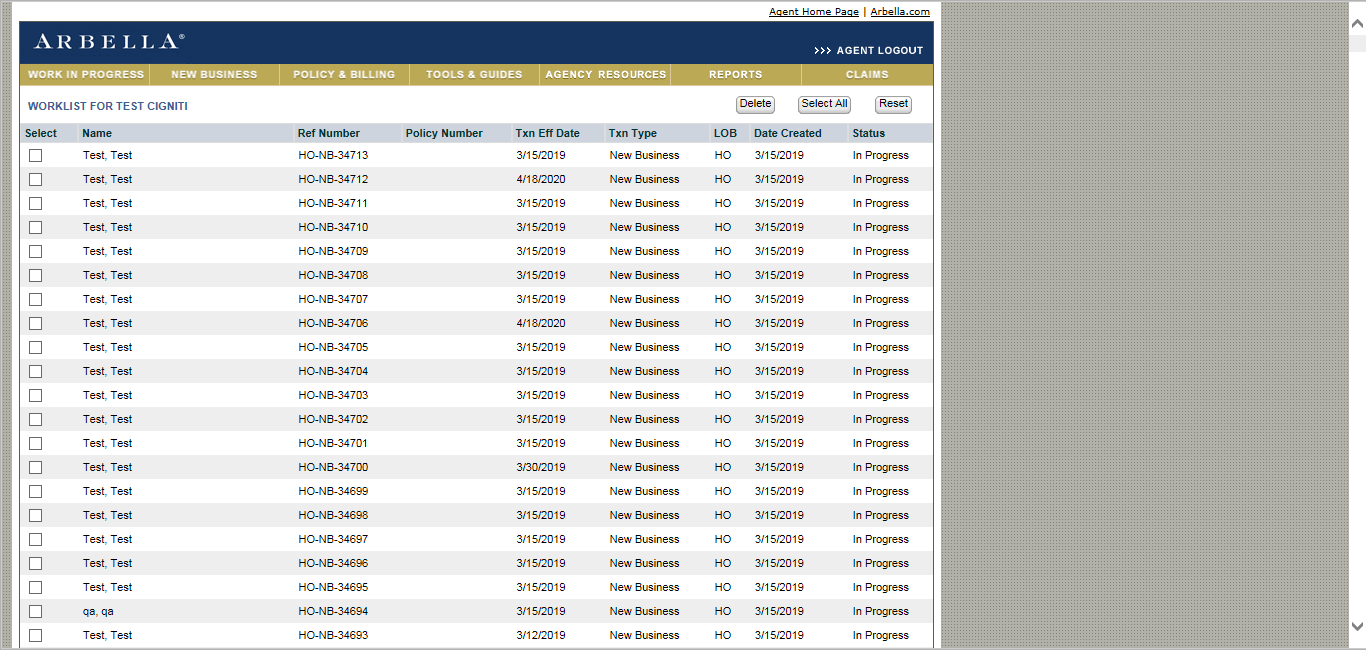 Agent Home Page | Arbella.com
ARBELLA®
>>> AGENT LOGOUT
WORK IN PROGRESS NEW BUSINESS POLICY & BILLING TOOLS & GUIDES AGENCY RESOURCES REPORTS CLAIMS
WORKLIST FOR TEST CIGNITI Delete Select All Reset
Select Name Ref Number Policy Number Txn Eff Date Txn Type LOB Date Created Status
Test, Test HO-NB-34713 3/15/2019 New Business HO 3/15/2019 In Progress
Test, Test HO-NB-34712 4/18/2020 New Business HO 3/15/2019 In Progress
Test, Test HO-NB-34711 3/15/2019 New Business HO 3/15/2019 In Progress
Test, Test HO-NB-34710 3/15/2019 New Business HO 3/15/2019 In Progress
Test, Test HO-NB-34709 3/15/2019 New Business HO 3/15/2019 In Progress
Test, Test HO-NB-34708 3/15/2019 New Business HO 3/15/2019 In Progress
Test, Test HO-NB-34707 3/15/2019 New Business HO 3/15/2019 In Progress
Test, Test HO-NB-34706 4/18/2020 New Business HO 3/15/2019 In Progress
Test, Test HO-NB-34705 3/15/2019 New Business HO 3/15/2019 In Progress
Test, Test HO-NB-34704 3/15/2019 New Business HO 3/15/2019 In Progress
Test, Test HO-NB-34703 3/15/2019 New Business HO 3/15/2019 In Progress
Test, Test HO-NB-34702 3/15/2019 New Business HO 3/15/2019 In Progress
Test, Test HO-NB-34701 3/15/2019 New Business HO 3/15/2019 In Progress
Test, Test HO-NB-34700 3/30/2019 New Business HO 3/15/2019 In Progress
Test, Test HO-NB-34699 3/15/2019 New Business HO 3/15/2019 In Progress
Test, Test HO-NB-34698 3/15/2019 New Business HO 3/15/2019 In Progress
Test, Test HO-NB-34697 3/15/2019 New Business HO 3/15/2019 In Progress
Test, Test HO-NB-34696 3/15/2019 New Business HO 3/15/2019 In Progress
Test, Test HO-NB-34695 3/15/2019 New Business HO 3/15/2019 In Progress
qa, qa HO-NB-34694 3/15/2019 New Business HO 3/15/2019 In Progress
Test, Test HO-NB-34693 3/12/2019 New Business HO 3/15/2019 In Progress